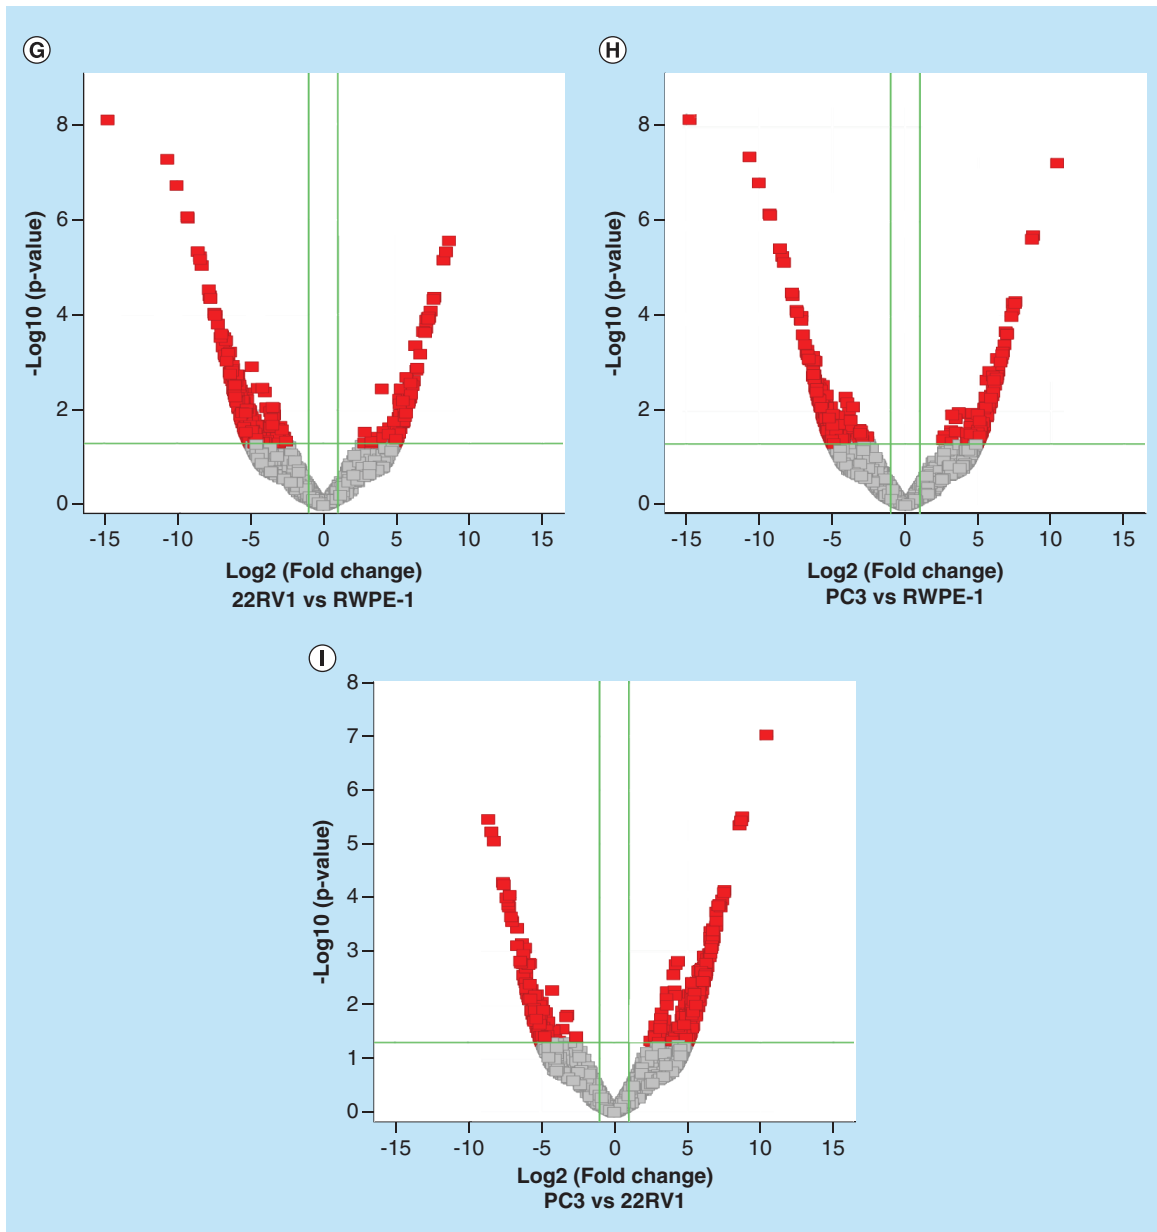 G
8
6
4
2
0
-Log10 (p-value)
-15 -10 -5 0 5 10 15
Log2 (Fold change)
22RV1 vs RWPE-1
H
8
6
4
2
0
-Log10 (p-value)
-15 -10 -5 0 5 10 15
Log2 (Fold change)
PC3 vs RWPE-1
I
8
7
6
5
4
3
2
1
0
-Log10 (p-value)
-15 -10 -5 0 5 10 15
Log2 (Fold change)
PC3 vs 22RV1